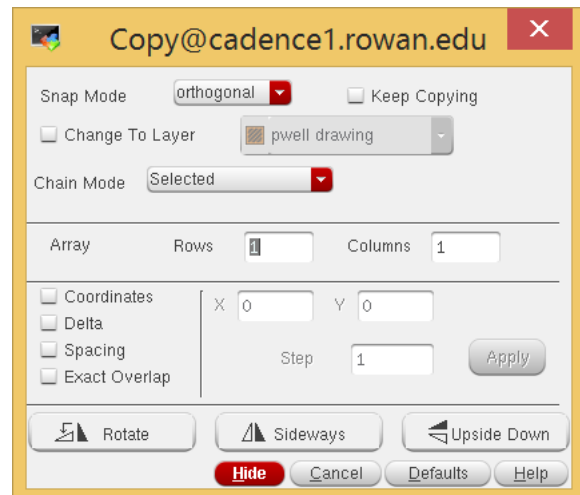 Copy@cadence1.rowan.edu
Snap Mode orthogonal Keep Copying
Change To Layer pwell drawing
Chain Mode Selected
Array Rows 1 Columns 1
Coordinates X 0 Y 0
Delta
Spacing Step 1 Apply
Exact Overlap
Rotate Sideways Upside Down
Hide Cancel Defaults Help